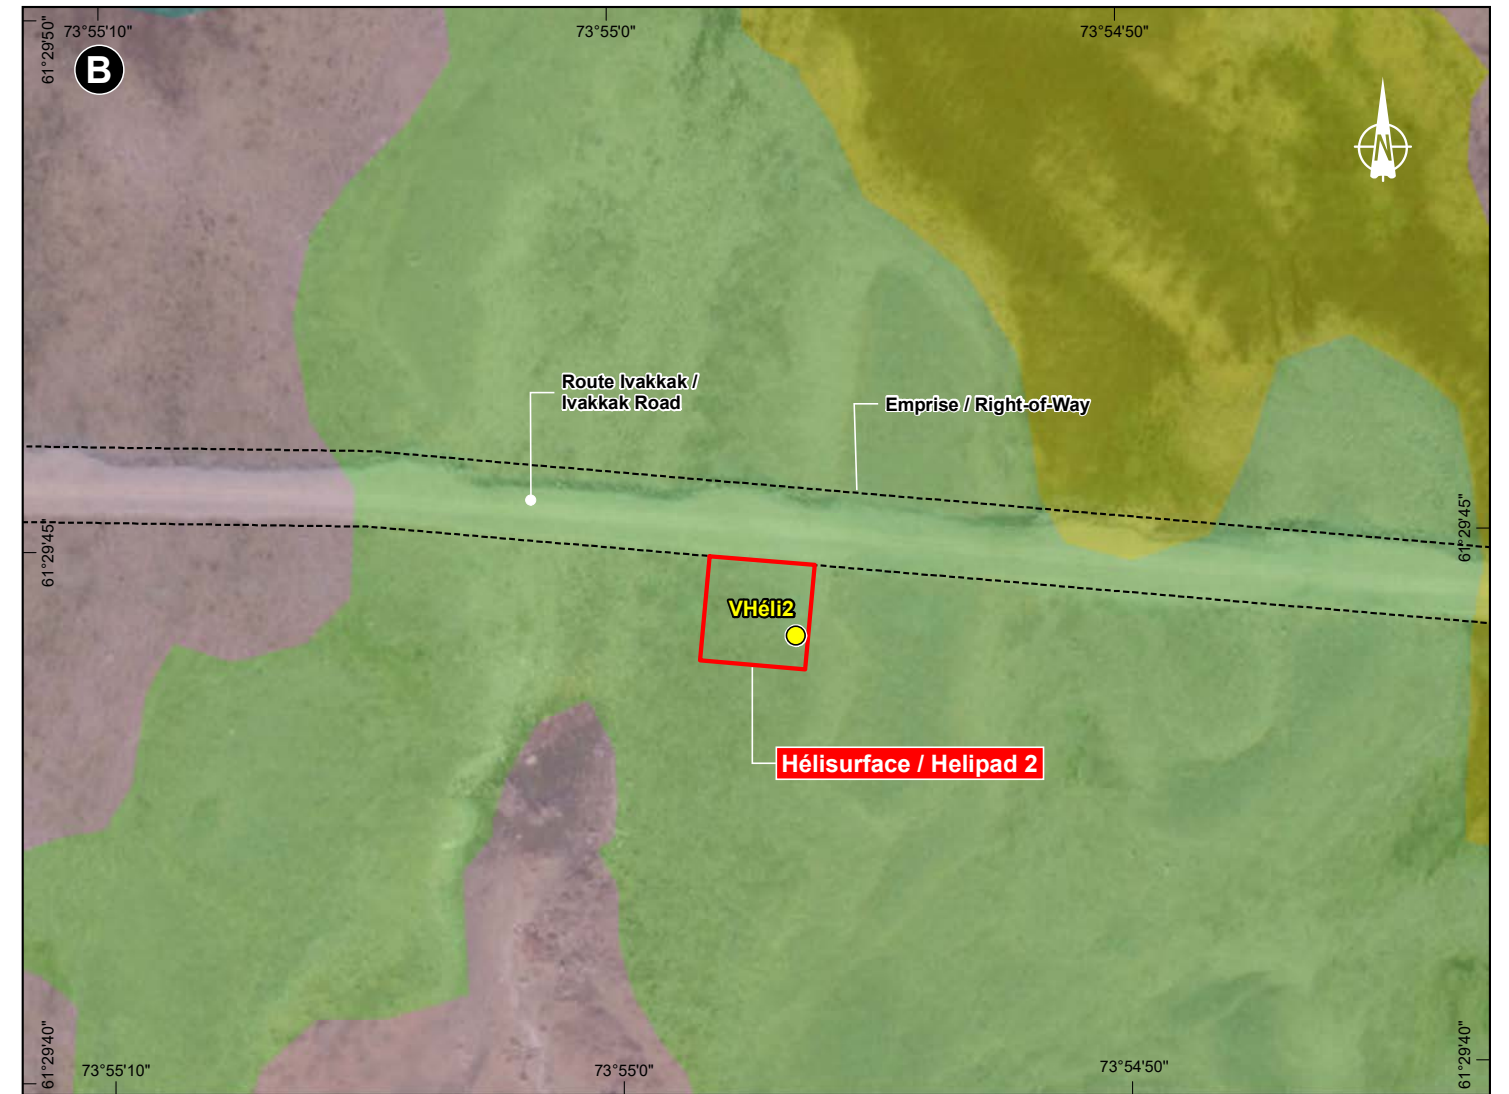 73°55'10"
73°55'0"
73°54'50"
61°29'50"
B
N
Route Ivakkak /
Ivakkak Road
Emprise / Right-of-Way
61°29'45"
61°29'45"
VHéli2
Hélisurface / Helipad 2
61°29'40"
61°29'40"
73°55'10"
73°55'0"
73°54'50"